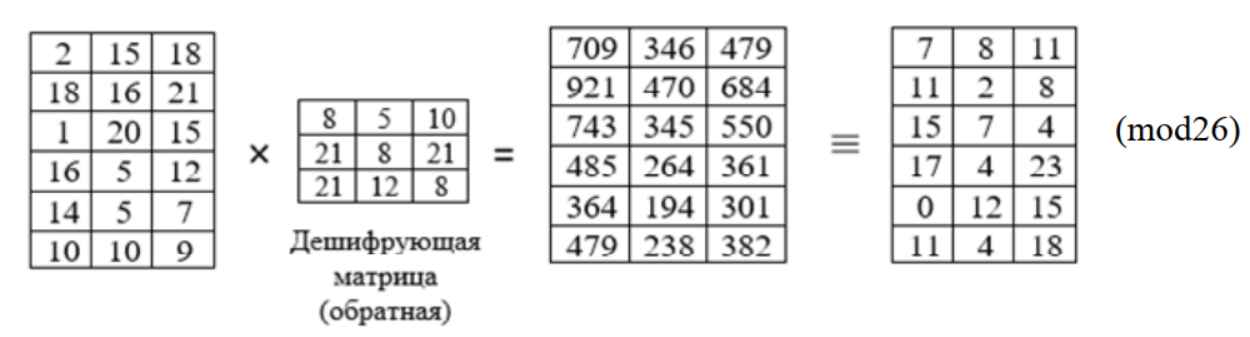 2 15 18
18 16 21
1 20 15
16 5 12
14 5 7
10 10 9
×
8 5 10
21 8 21
21 12 8
Дешифрующая
матрица
(обратная)
=
709 346 479
921 470 684
743 345 550
485 264 361
364 194 301
479 238 382
≡
7 8 11
11 2 8
15 7 4
17 4 23
0 12 15
11 4 18
(mod26)